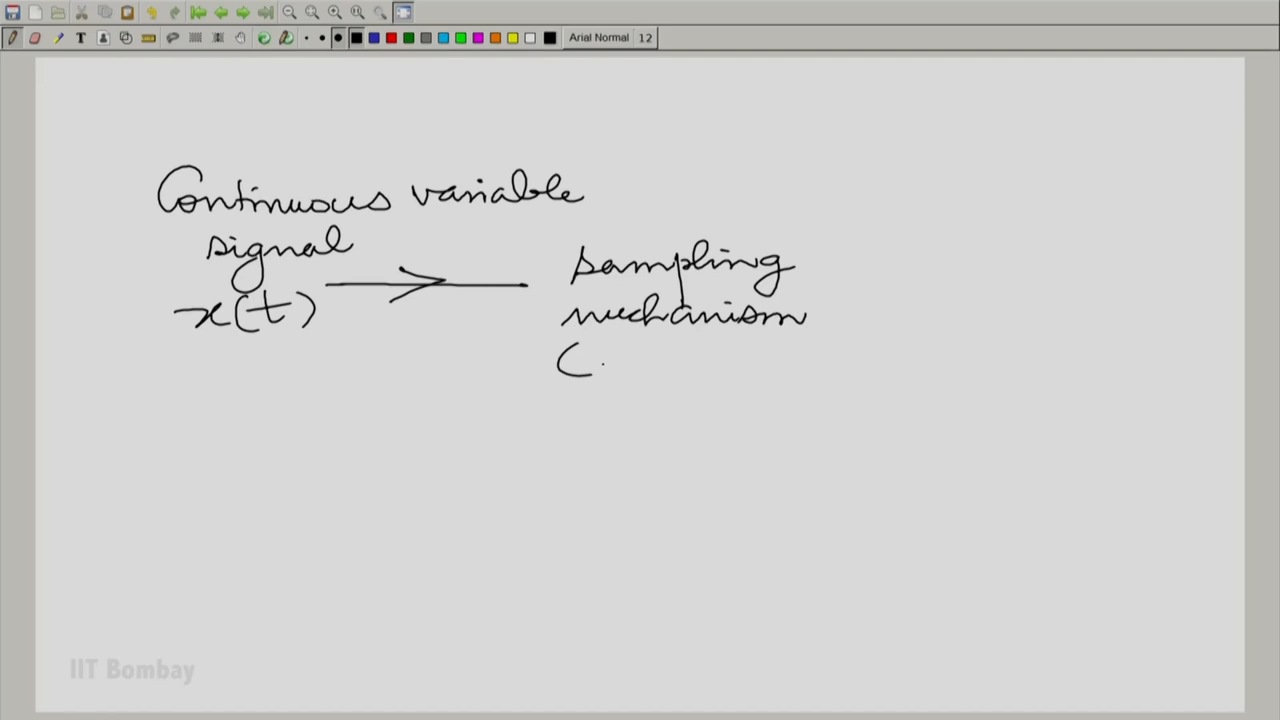 Arial Normal 12
Continuous variable
signal
x(t)
sampling
mechanism
(
IIT Bombay